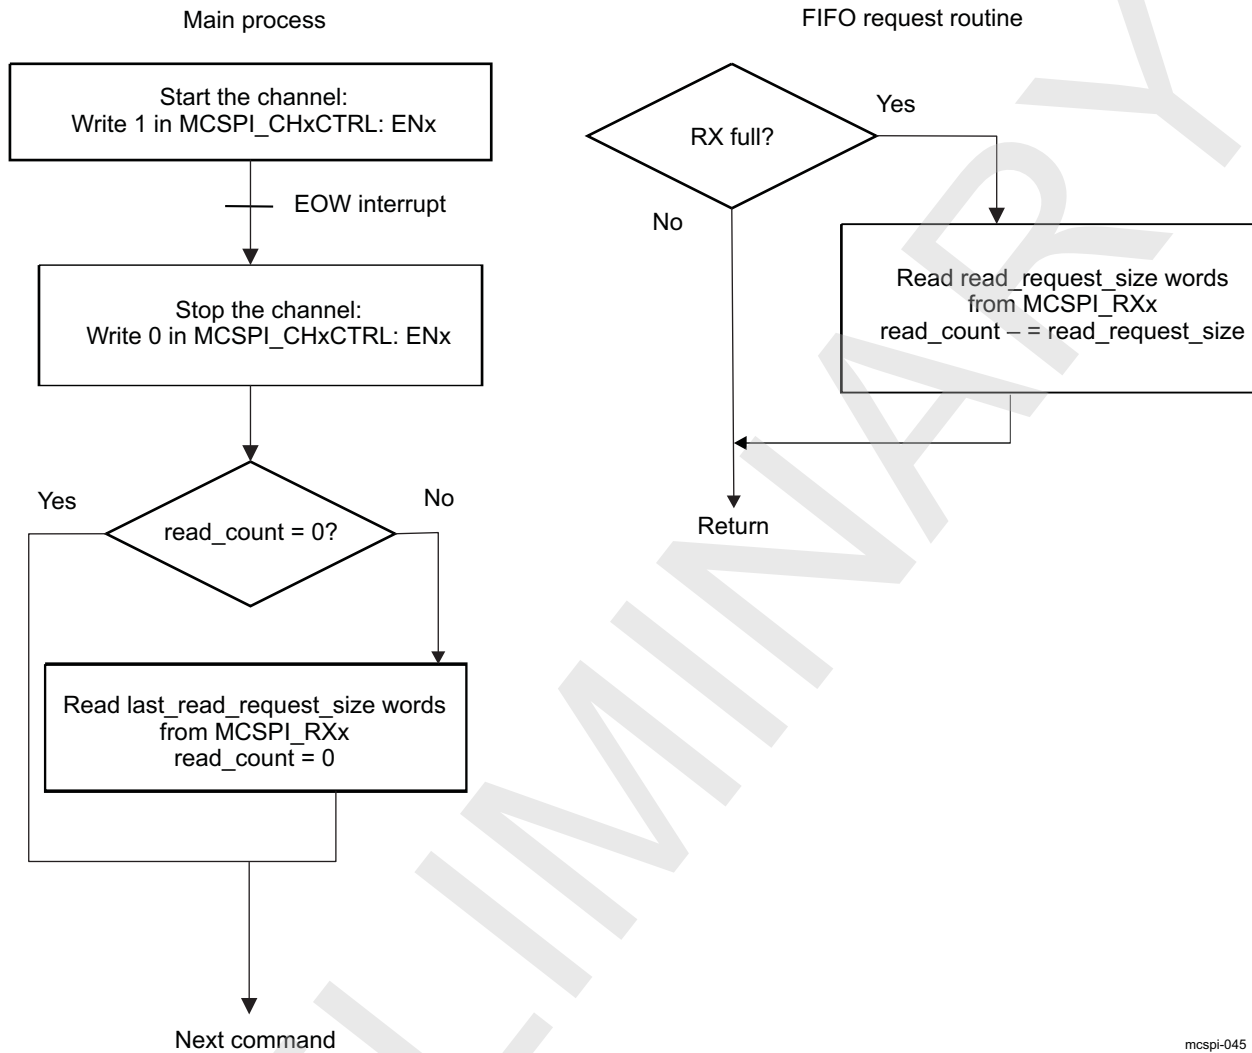 Main process
Start the channel:
Write 1 in MCSPI_CHxCTRL: ENx
EOW interrupt
Stop the channel:
Write 0 in MCSPI_CHxCTRL: ENx
Yes
No
read_count = 0?
Read last_read_request_size words
from MCSPI_RXx
read_count = 0
Next command
FIFO request routine
RX full?
Yes
No
Read read_request_size words
from MCSPI_RXx
read_count – = read_request_size
Return
LIMINARY
mcspi-045